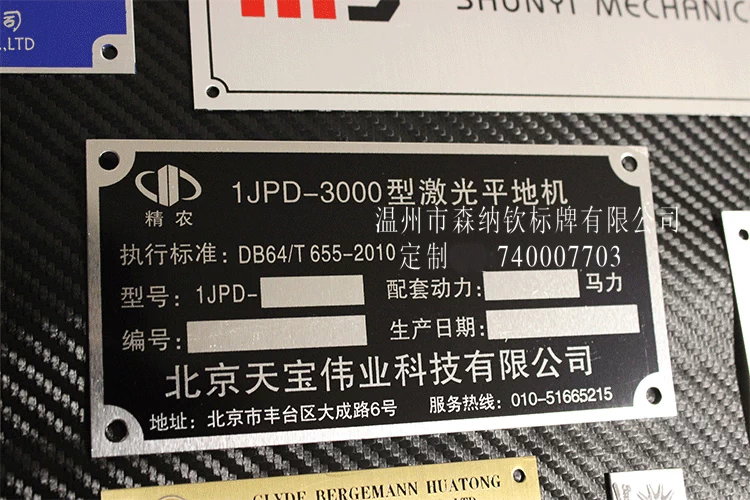 司
.,LTD
SHUNYI MECHANIC
精农
1JPD-3000型激光平地机
温州市森纳钦标牌有限公司
执行标准: DB64/T 655-2010
定制 740007703
型号: 1JPD-
配套动力: 马力
编号:
生产日期:
北京天宝伟业科技有限公司
地址: 北京市丰台区大成路6号 服务热线: 010-51665215
CLYDE BERGEMANN HUATONG